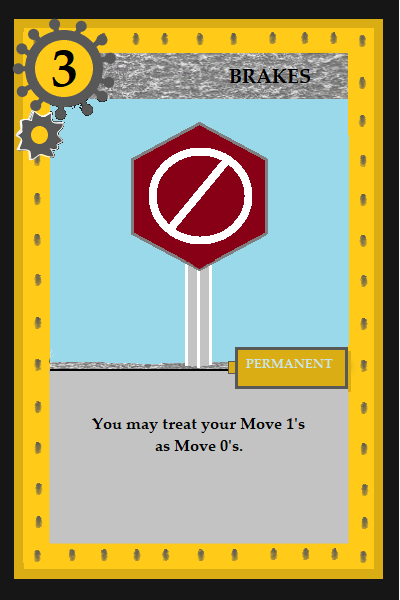 3
BRAKES
PERMANENT
You may treat your Move 1's
as Move 0's.